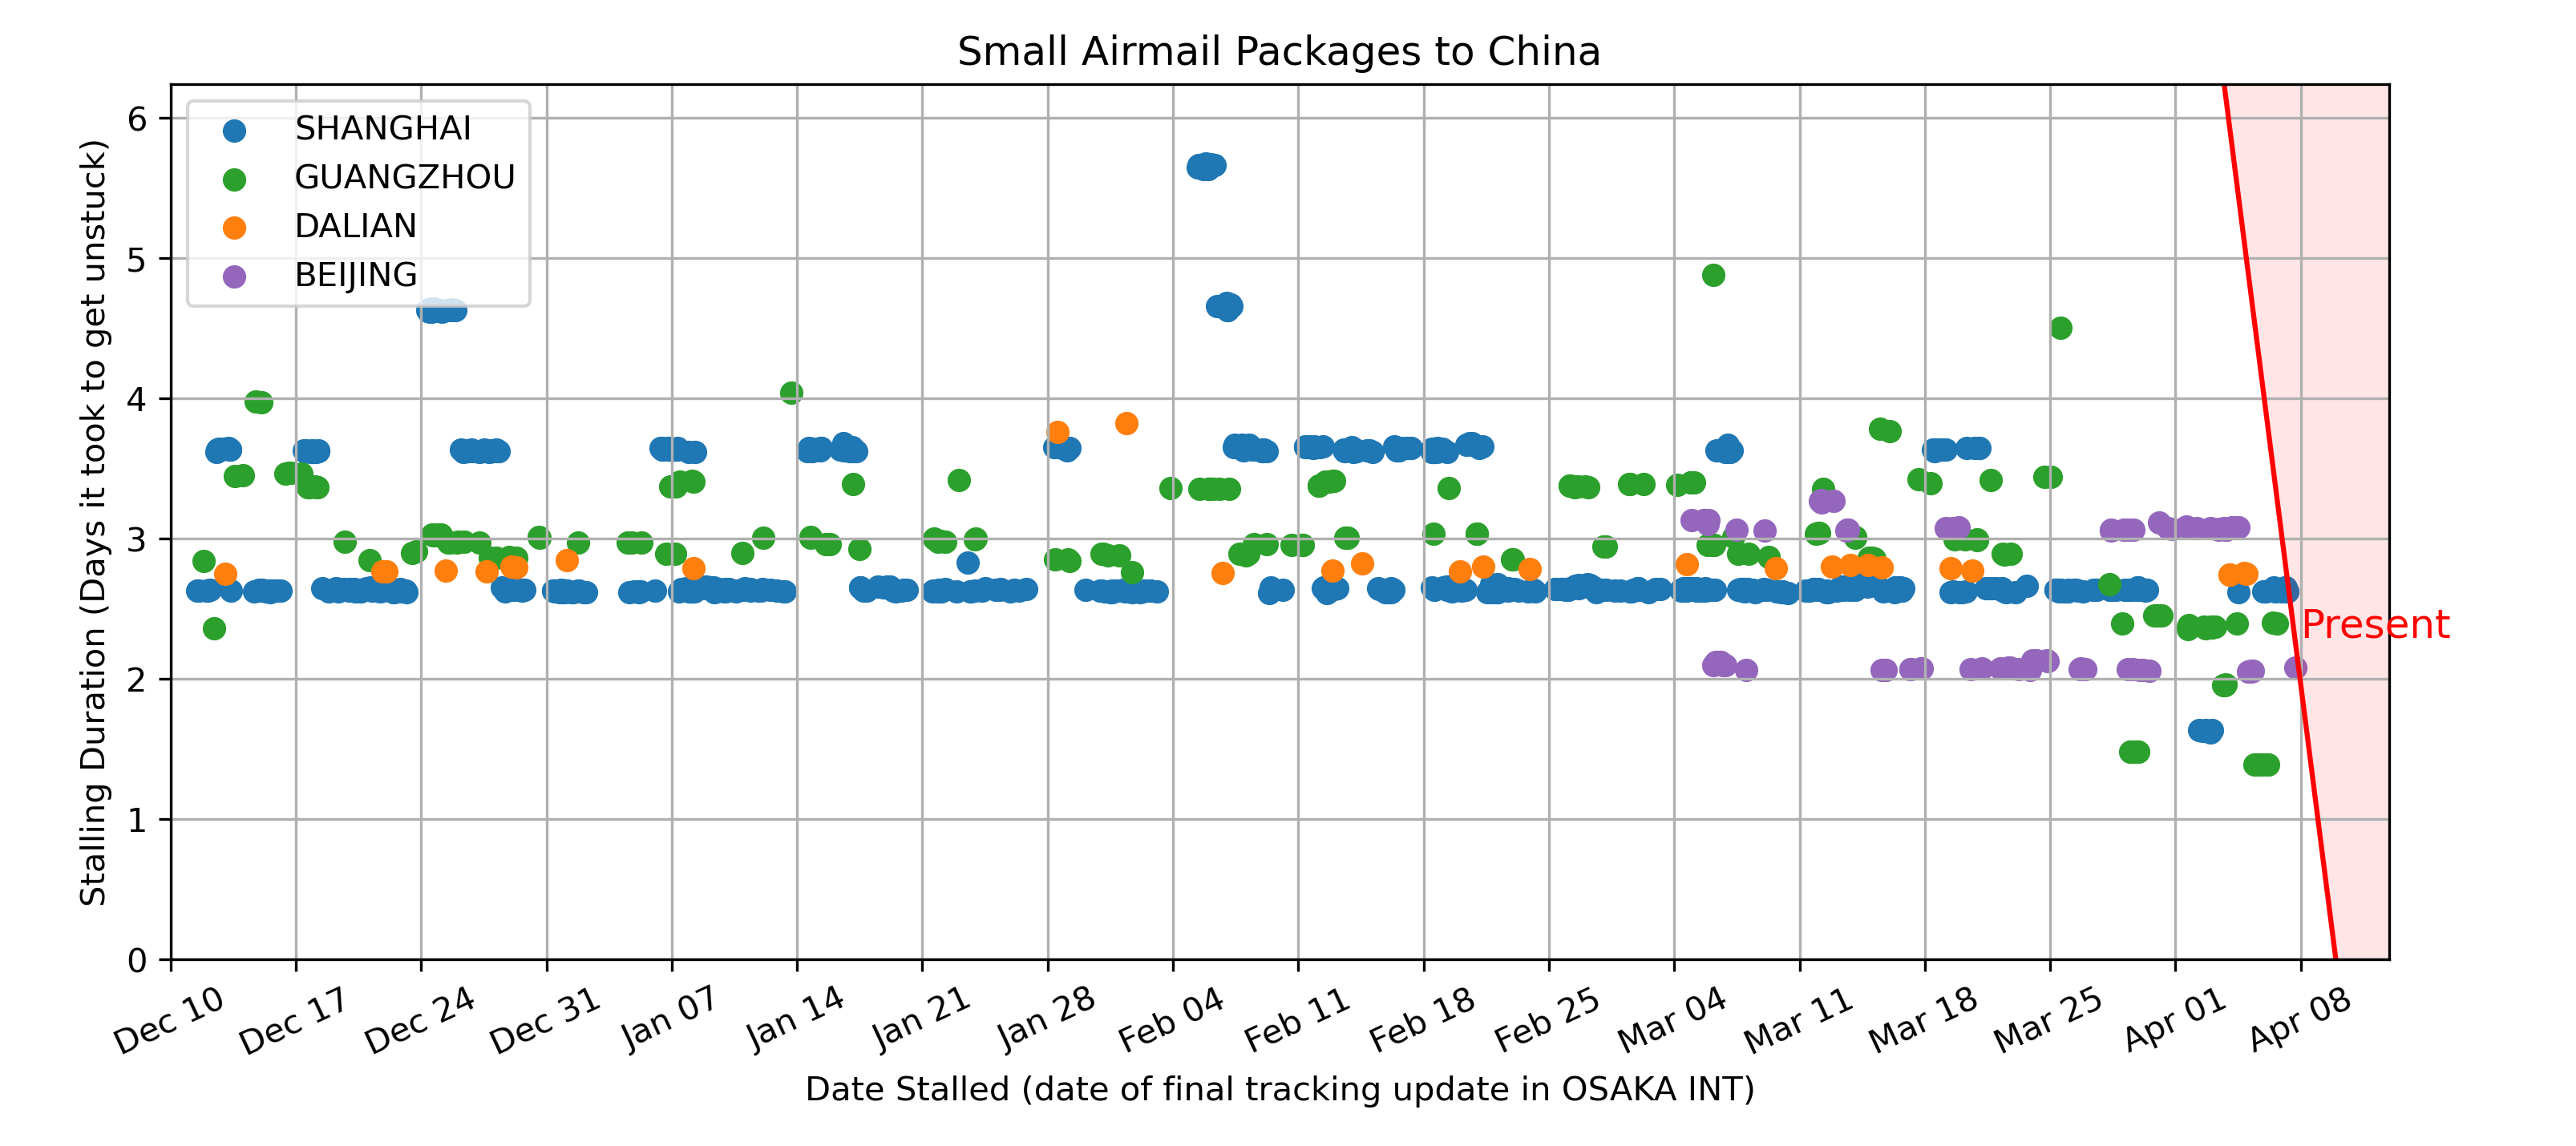 Small Airmail Packages to China
SHANGHAI
GUANGZHOU
DALIAN
BEIJING
Stalling Duration (Days it took to get unstuck)
6
5
4
3
2
1
0
Present
Dec 10
Dec 17
Dec 24
Dec 31
Jan 07
Jan 14
Jan 21
Jan 28
Feb 04
Feb 11
Feb 18
Feb 25
Mar 04
Mar 11
Mar 18
Mar 25
Apr 01
Apr 08
Date Stalled (date of final tracking update in OSAKA INT)